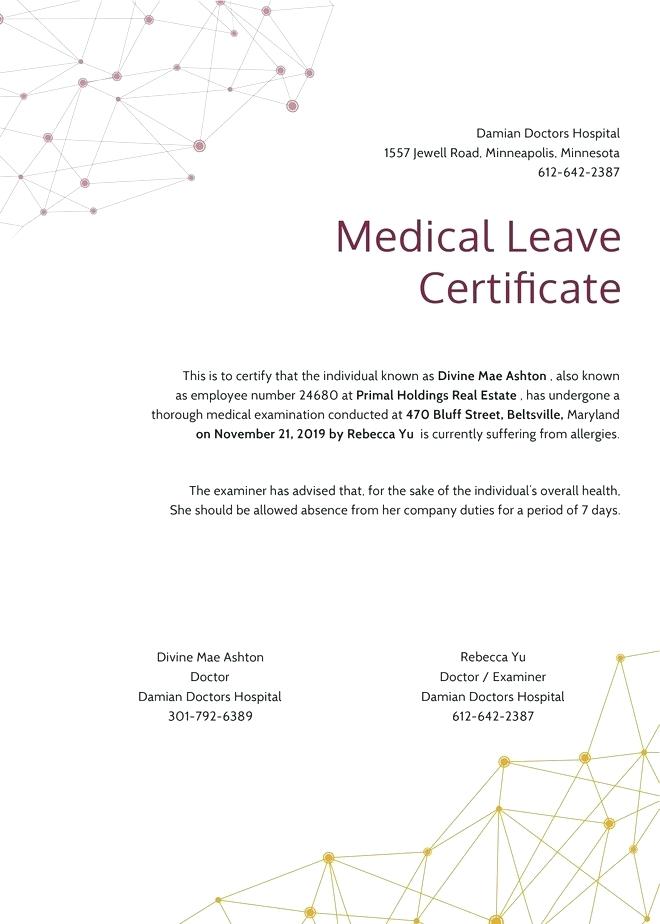 Damian Doctors Hospital
1557 Jewell Road, Minneapolis, Minnesota
612-642-2387
Medical Leave
Certificate
This is to certify that the individual known as Divine Mae Ashton , also known
as employee number 24680 at Primal Holdings Real Estate , has undergone a
thorough medical examination conducted at 470 Bluff Street, Beltsville, Maryland
on November 21, 2019 by Rebecca Yu is currently suffering from allergies.
The examiner has advised that, for the sake of the individual's overall health,
She should be allowed absence from her company duties for a period of 7 days.
Divine Mae Ashton
Doctor
Damian Doctors Hospital
301-792-6389
Rebecca Yu
Doctor / Examiner
Damian Doctors Hospital
612-642-2387